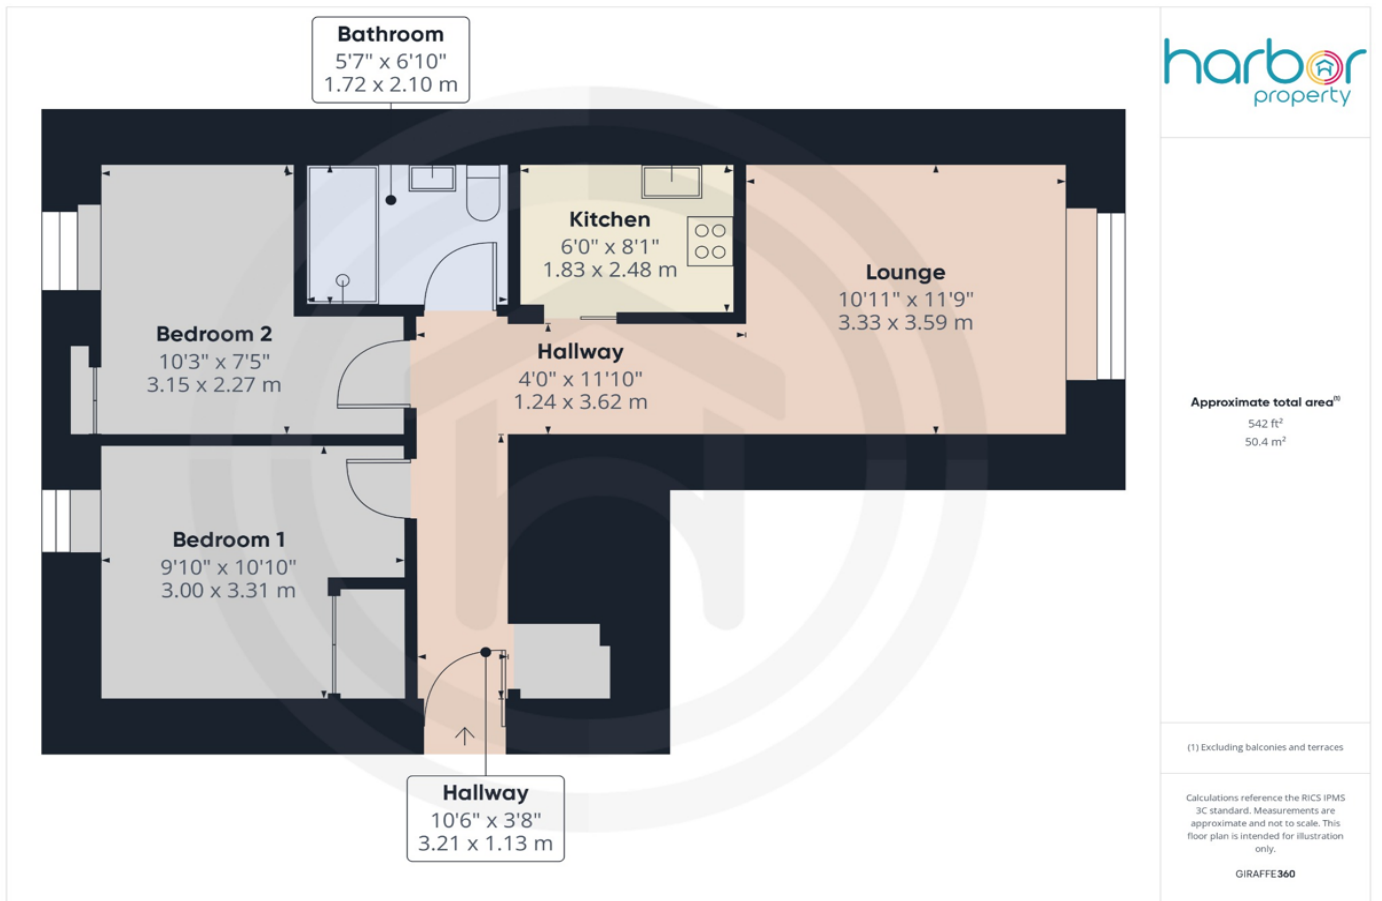 Bathroom
5'7" x 6'10"
1.72 x 2.10 m
harbor
property
Kitchen
6'0" x 8'1"
1.83 x 2.48 m
Lounge
10'11" x 11'9"
3.33 x 3.59 m
Bedroom 2
10'3" x 7'5"
3.15 x 2.27 m
Hallway
4'0" x 11'10"
1.24 x 3.62 m
Bedroom 1
9'10" x 10'10"
3.00 x 3.31 m
Hallway
10'6" x 3'8"
3.21 x 1.13 m
Approximate total area(1)
542 ft²
50.4 m²
(1) Excluding balconies and terraces
Calculations reference the RICS IPMS
3C standard. Measurements are
approximate and not to scale. This
floor plan is intended for illustration
only.
GIRAFFE360